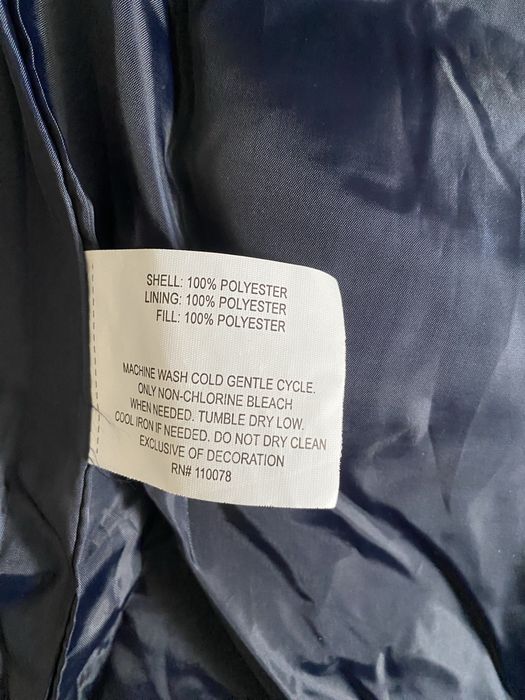 SHELL: 100% POLYESTER
LINING: 100% POLYESTER
FILL: 100% POLYESTER
MACHINE WASH COLD GENTLE CYCLE.
ONLY NON-CHLORINE BLEACH
WHEN NEEDED. TUMBLE DRY LOW.
COOL IRON IF NEEDED. DO NOT DRY CLEAN
EXCLUSIVE OF DECORATION
RN# 110078